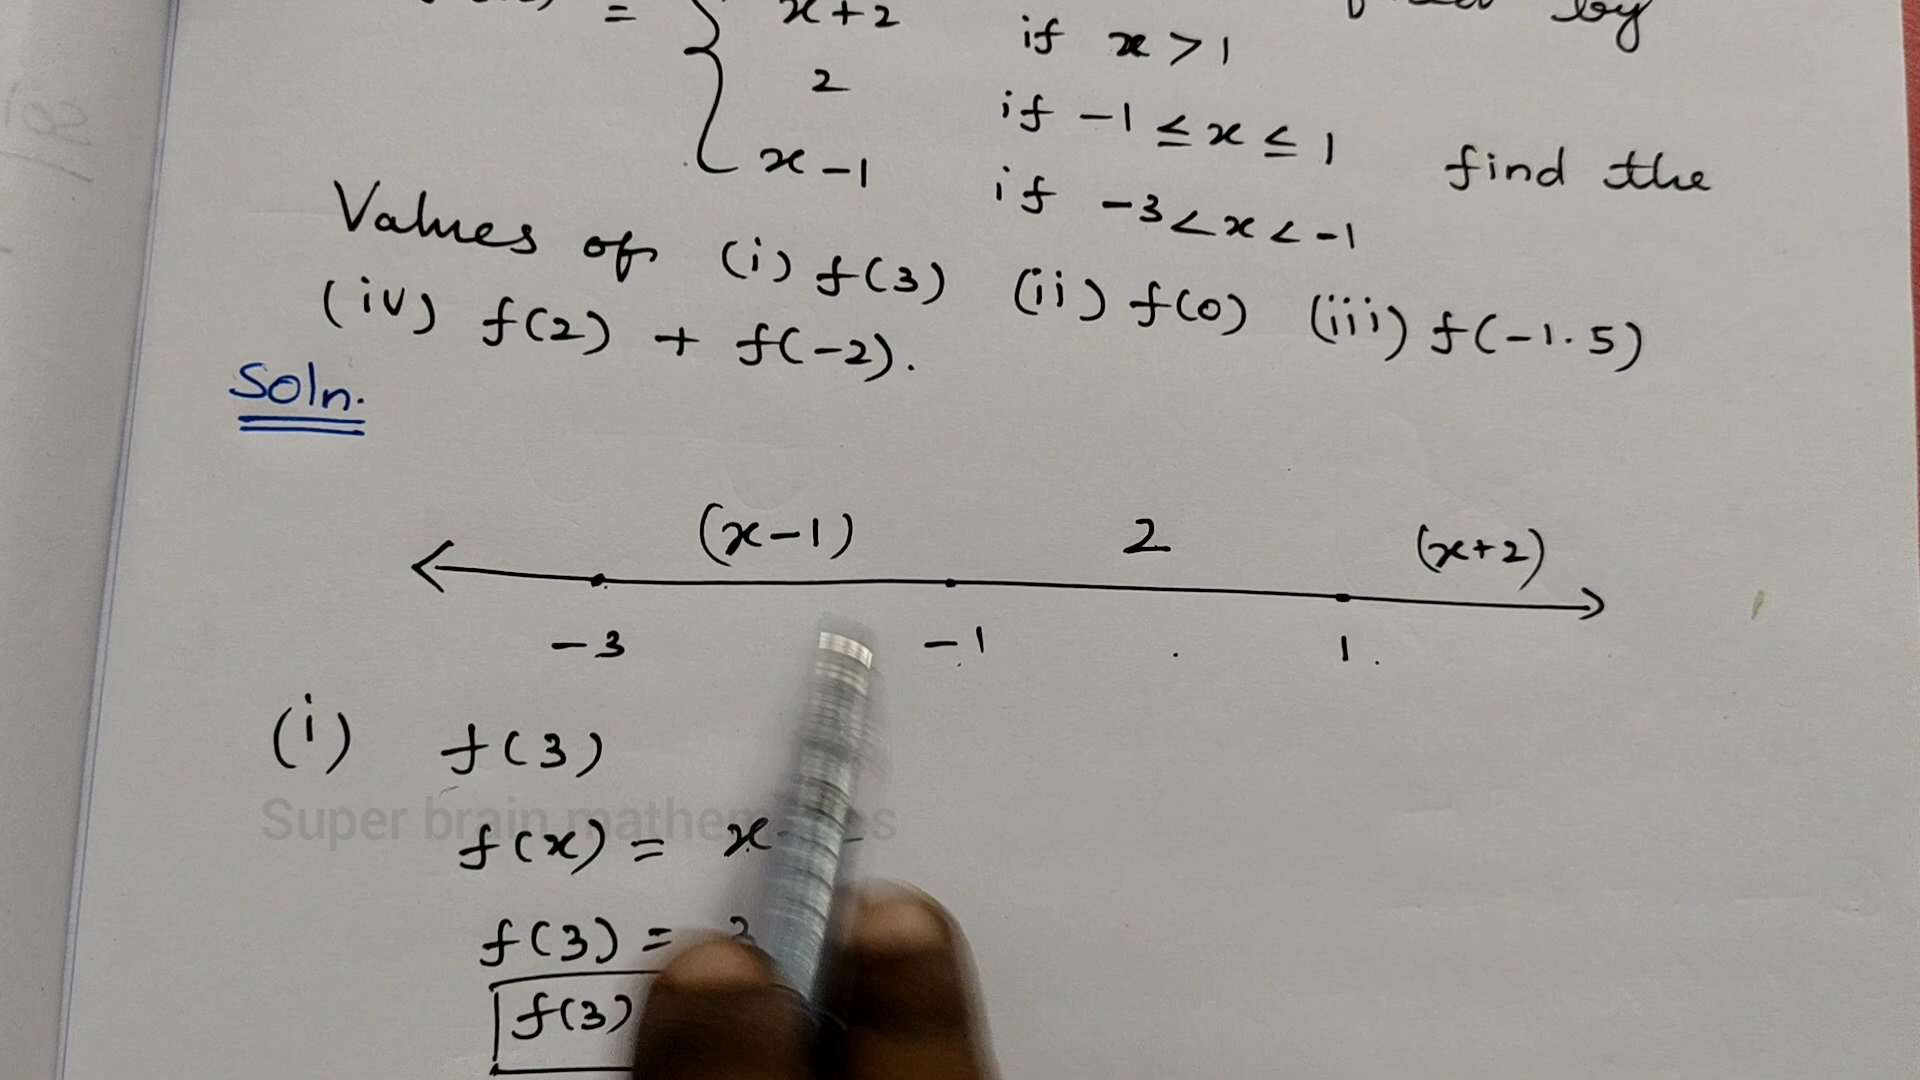 = { x+2 if x > 1 by
2 if -1 ≤ x ≤ 1
x-1 if -3 < x < -1 find the
Values of (i) f(3) (ii) f(0) (iii) f(-1.5)
(iv) f(2) + f(-2).
Soln.
(x-1) 2 (x+2)
-3 -1 1
(i) f(3)
Super brain
f(x) = x
f(3) =
f(3)